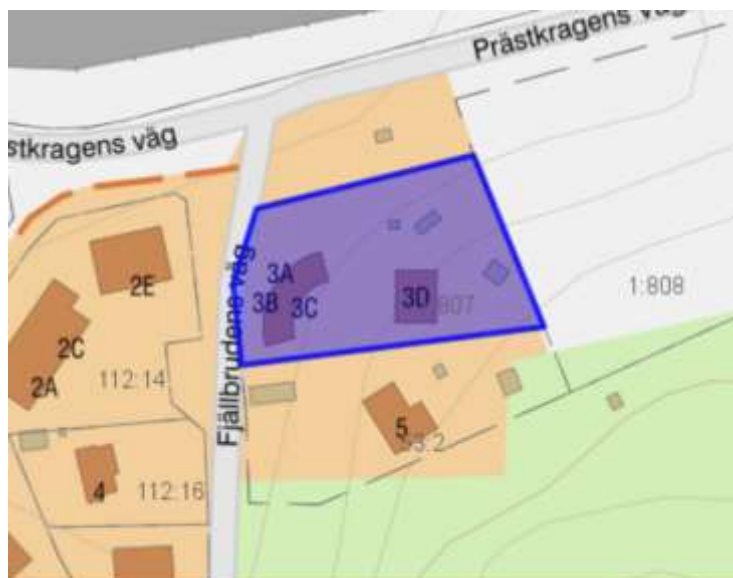 Prästkragens väg
stkragens väg
Fjällbrudens väg
2E
3A
3B
3C
3D
807
1:808
2C
2A
112:14
5
4
112:16